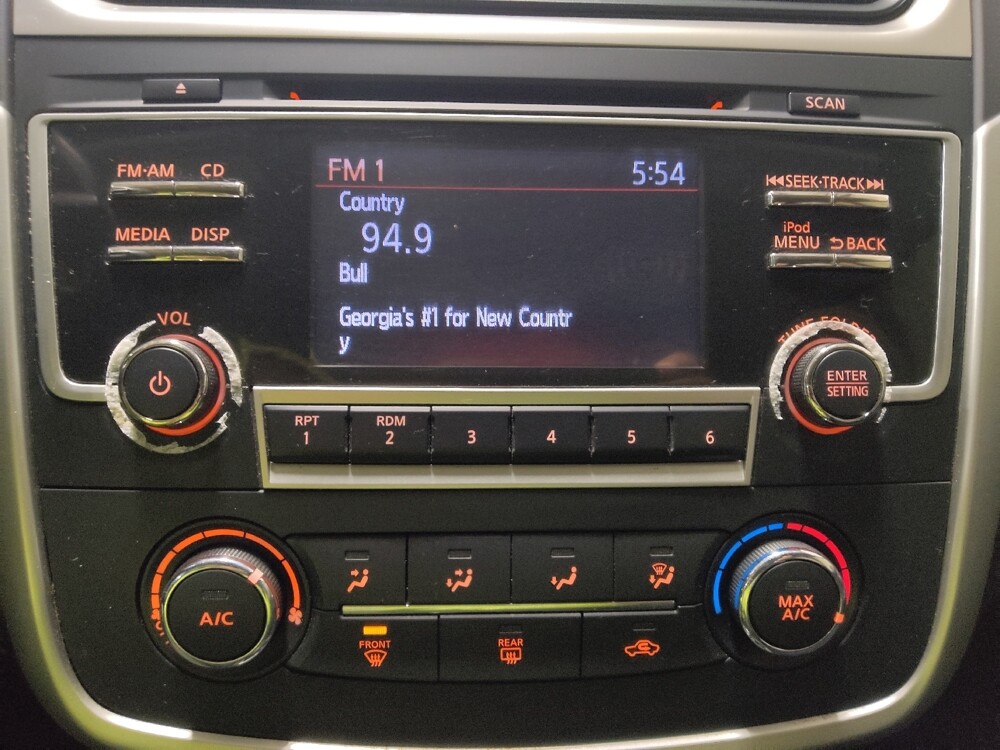 SCAN
FM·AM CD
MEDIA DISP
VOL
FM 1 5:54
Country
94.9
Bull
Georgia's #1 for New Countr
y
SEEK·TRACK
iPod
MENU BACK
TUNE·FOLDER
ENTER
SETTING
RPT RDM
1 2 3 4 5 6
A/C
MAX
A/C
FRONT
REAR